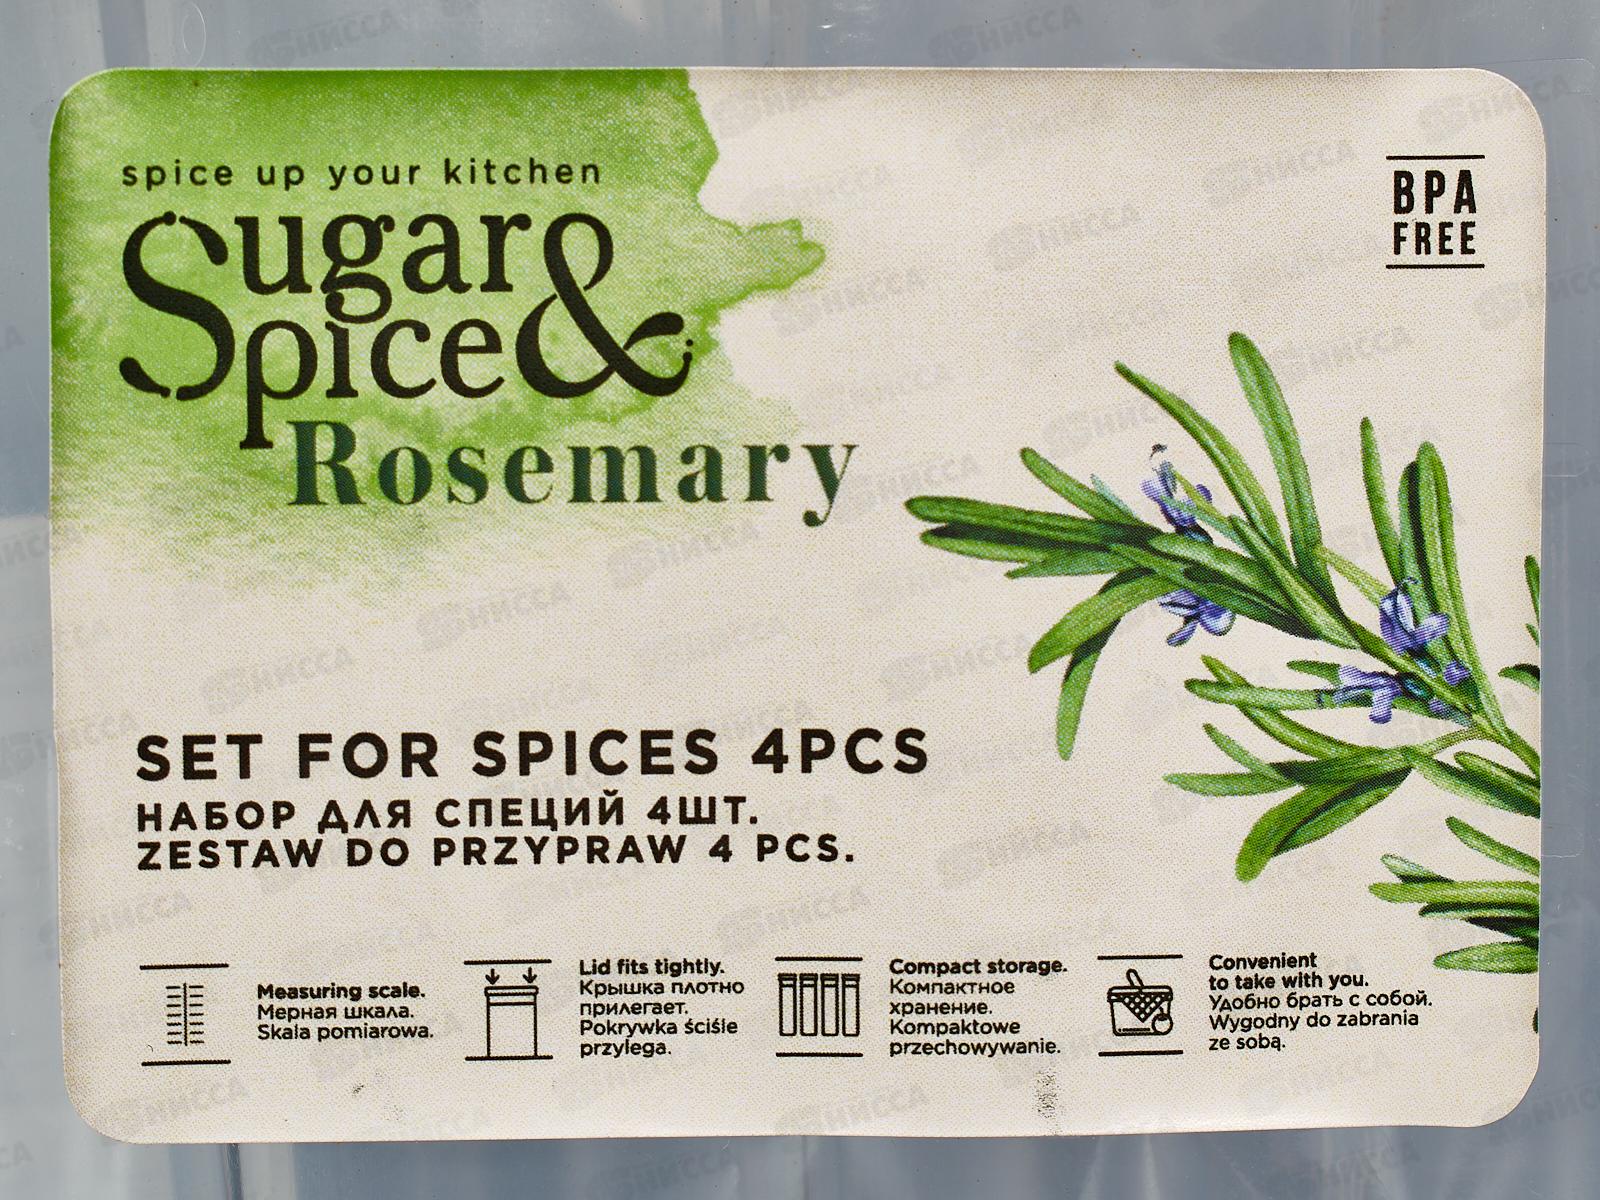 spice up your kitchen
Sugar &
Spice
Rosemary
BPA
FREE
SET FOR SPICES 4PCS
НАБОР ДЛЯ СПЕЦИЙ 4ШТ.
ZESTAW DO PRZYPRAW 4 PCS.
Measuring scale.
Мерная шкала.
Skala pomiarowa.
Lid fits tightly.
Крышка плотно
прилегает.
Pokrywka ściśle
przylega.
Compact storage.
Компактное
хранение.
Kompaktowe
przechowywanie.
Convenient
to take with you.
Удобно брать с собой.
Wygodny do zabrania
ze sobą.
НИССА